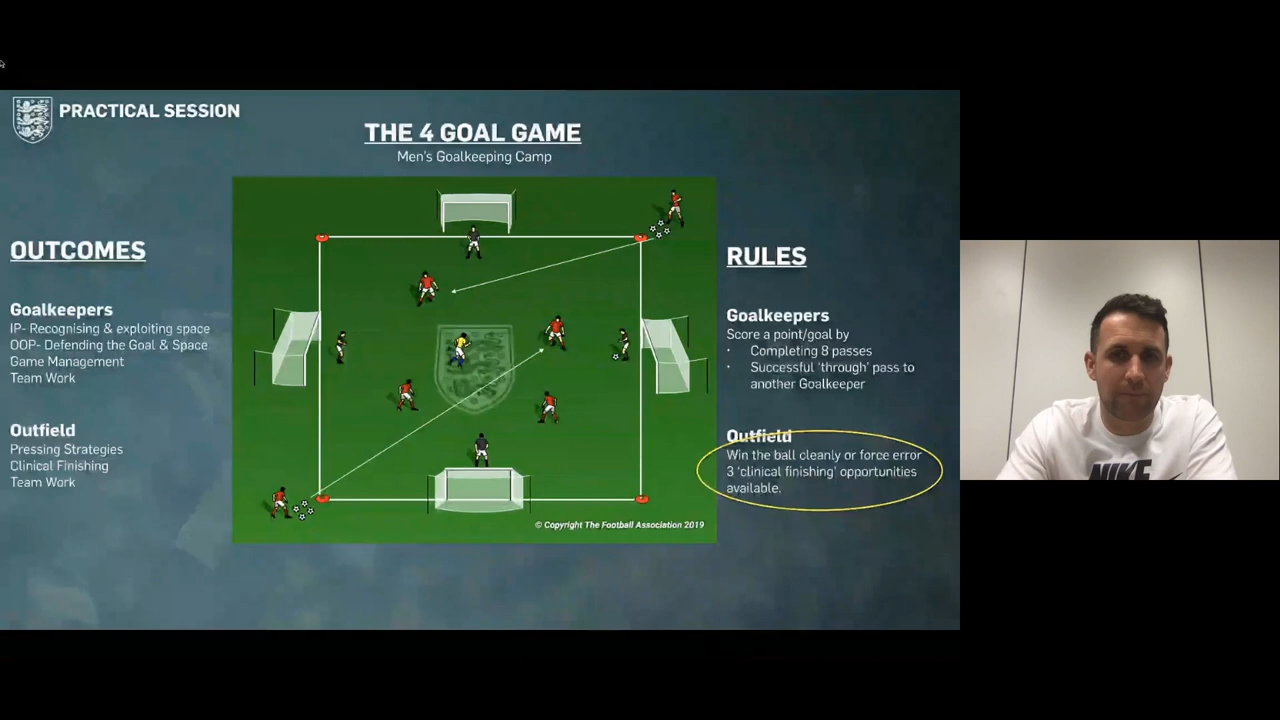 PRACTICAL SESSION
THE 4 GOAL GAME
Men's Goalkeeping Camp
OUTCOMES
Goalkeepers
IP- Recognising & exploiting space
OOP- Defending the Goal & Space
Game Management
Team Work
Outfield
Pressing Strategies
Clinical Finishing
Team Work
RULES
Goalkeepers
Score a point/goal by
• Completing 8 passes
• Successful 'through' pass to
another Goalkeeper
Outfield
Win the ball cleanly or force error
3 'clinical finishing' opportunities
available.
© Copyright The Football Association 2019
NIKE